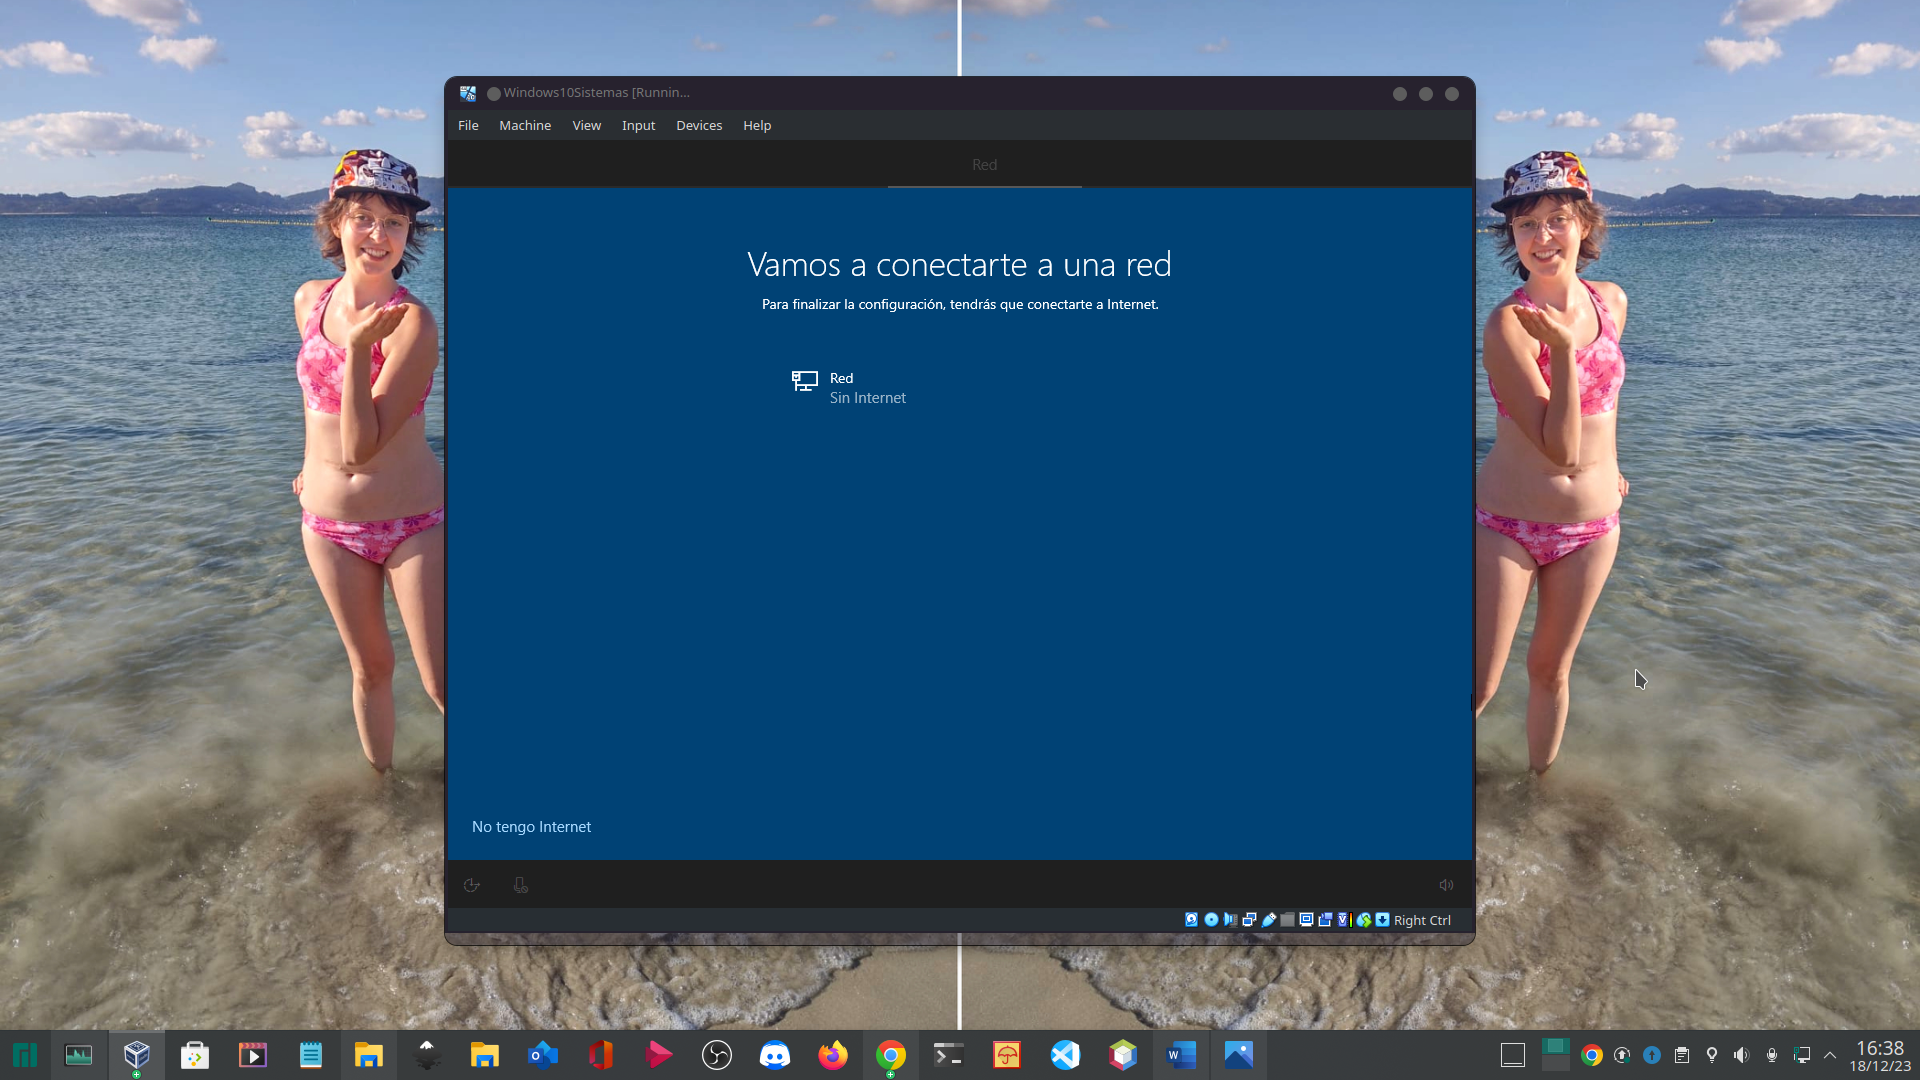 Windows10Sistemas [Runnin...
File Machine View Input Devices Help
Red
Vamos a conectarte a una red
Para finalizar la configuración, tendrás que conectarte a Internet.
Red
Sin Internet
No tengo Internet
Right Ctrl
16:38
18/12/23